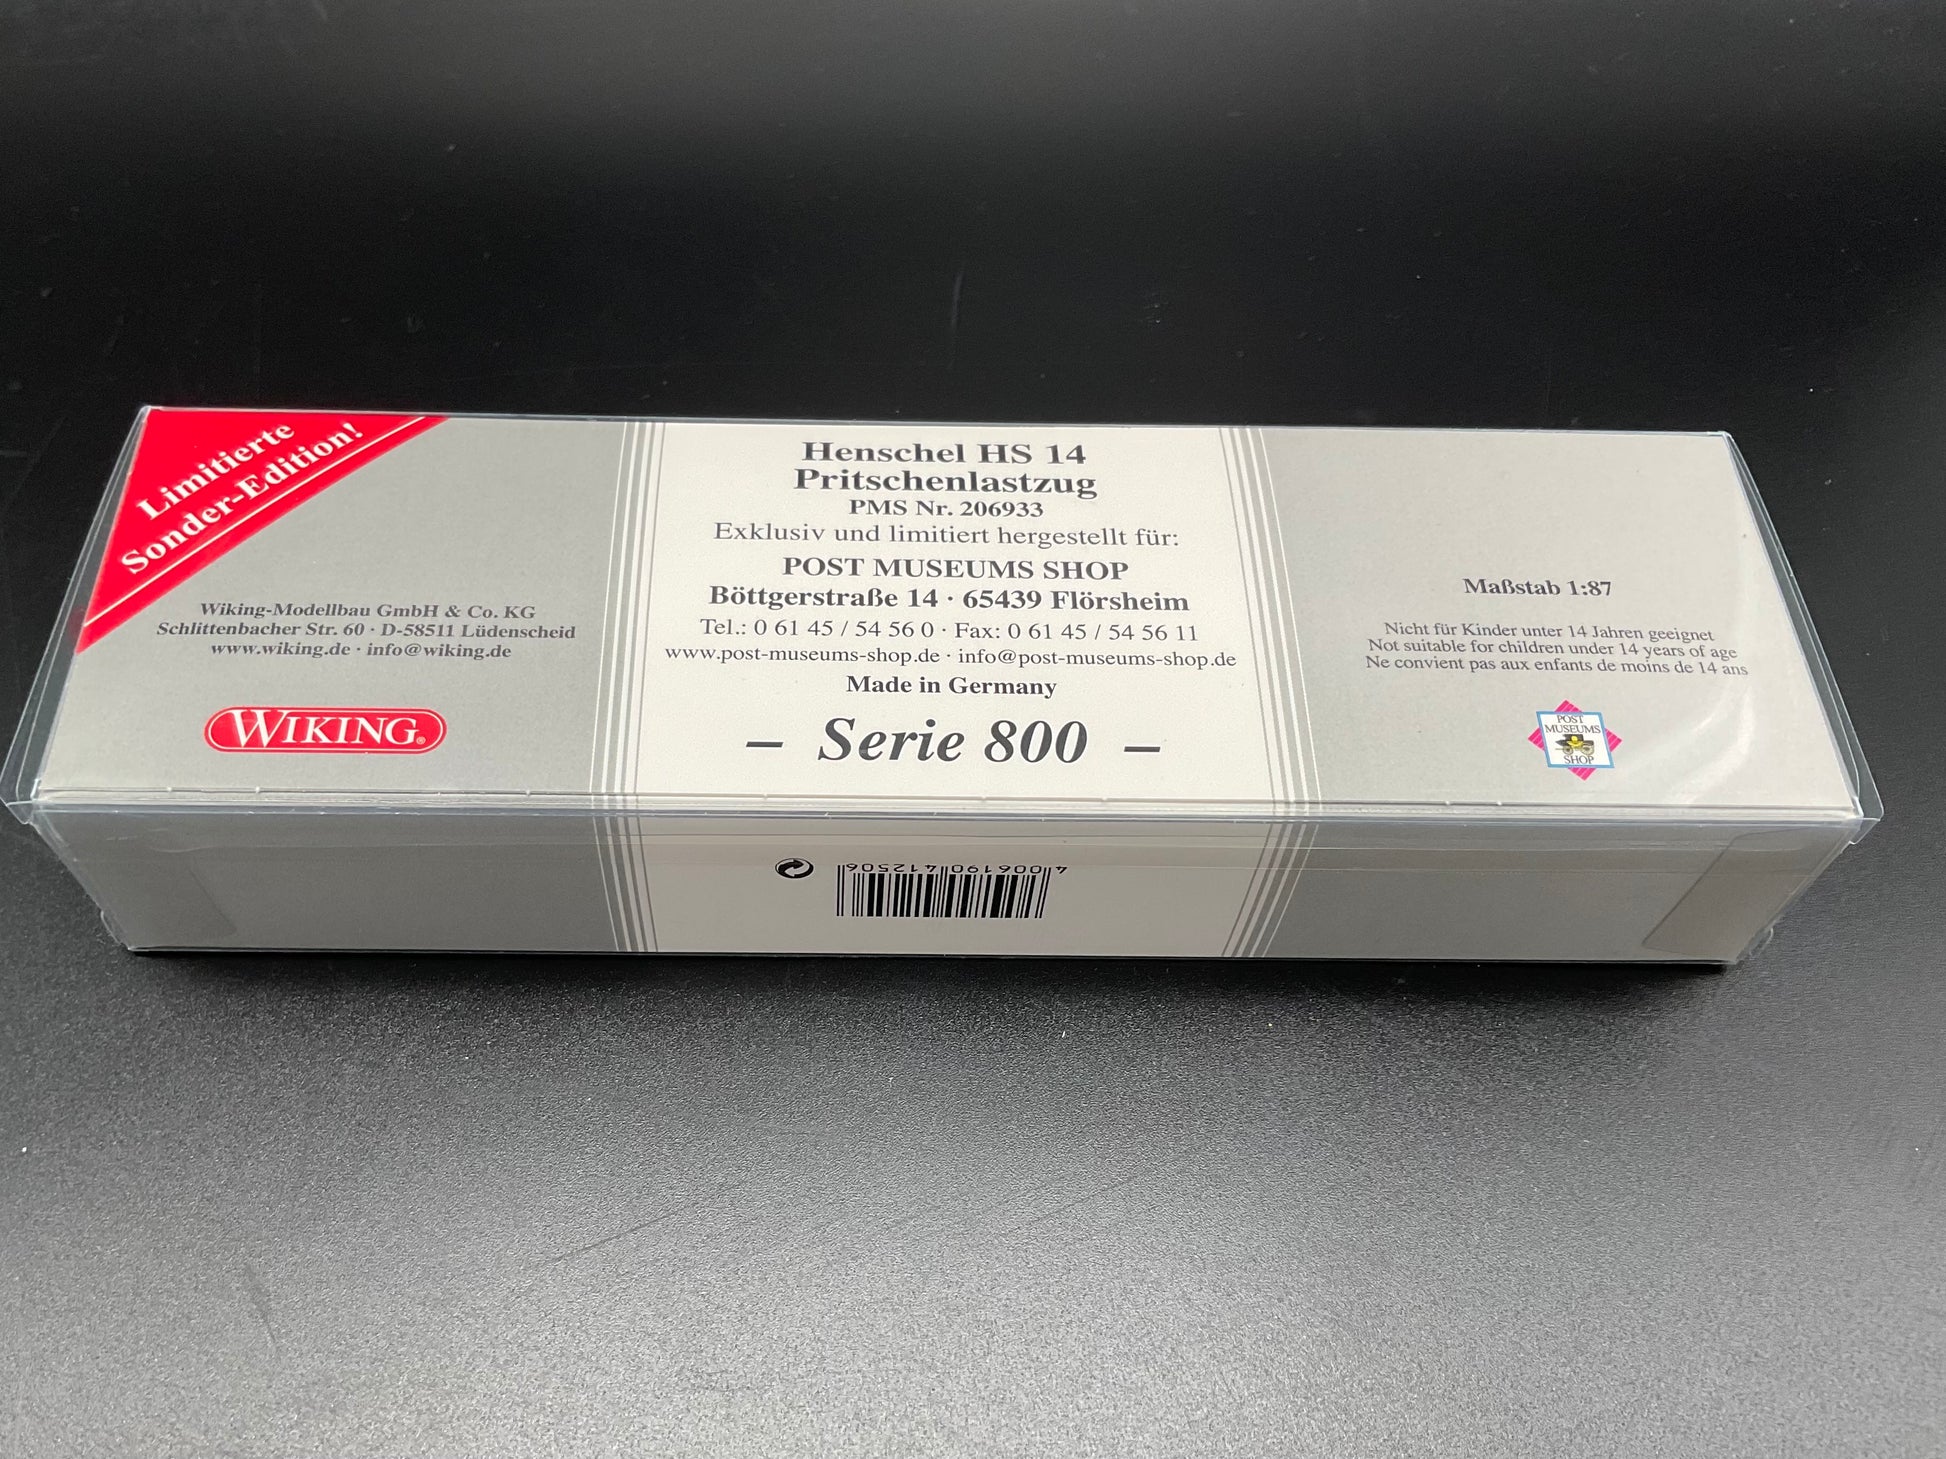 Limitierte
Sonder-Edition!
Wiking-Modellbau GmbH & Co. KG
Schlittenbacher Str. 60 · D-58511 Lüdenscheid
www.wiking.de · info@wiking.de
WIKING®
Henschel HS 14
Pritschenlastzug
PMS Nr. 206933
Exklusiv und limitiert hergestellt für:
POST MUSEUMS SHOP
Böttgerstraße 14 · 65439 Flörsheim
Tel.: 0 61 45 / 54 56 0 · Fax: 0 61 45 / 54 56 11
www.post-museums-shop.de · info@post-museums-shop.de
Made in Germany
– Serie 800 –
Maßstab 1:87
Nicht für Kinder unter 14 Jahren geeignet
Not suitable for children under 14 years of age
Ne convient pas aux enfants de moins de 14 ans
POST
MUSEUMS
SHOP
4 006190 412506